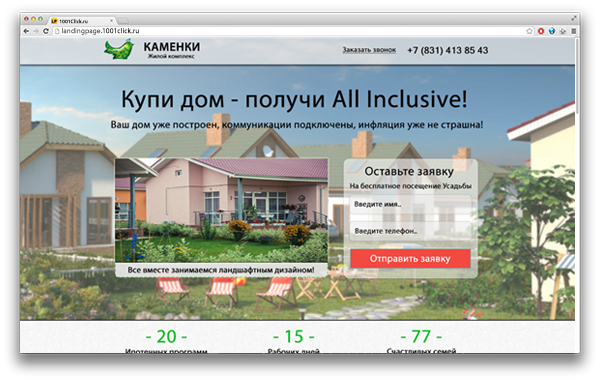 1001Click.ru
landingpage.1001click.ru
КАМЕНКИ
Жилой комплекс
Заказать звонок
+7 (831) 413 85 43
Купи дом - получи All Inclusive!
Ваш дом уже построен, коммуникации подключены, инфляция уже не страшна!
Оставьте заявку
На бесплатное посещение Усадьбы
Введите имя..
Введите телефон..
Отправить заявку
Все вместе занимаемся ландшафтным дизайном!
- 20 - - 15 - - 77 -
Ипотечных программ Рабочих дней Счастливых семей